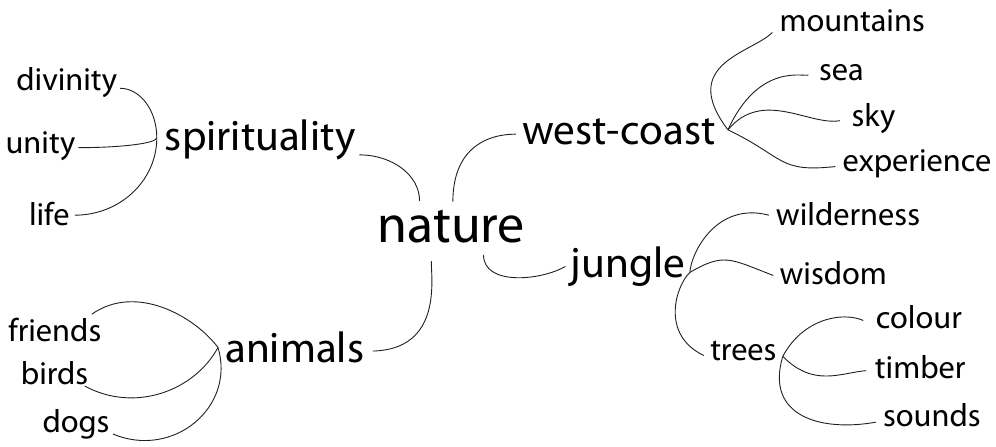 nature
spirituality
divinity
unity
life
west-coast
mountains
sea
sky
experience
jungle
wilderness
wisdom
trees
colour
timber
sounds
animals
friends
birds
dogs